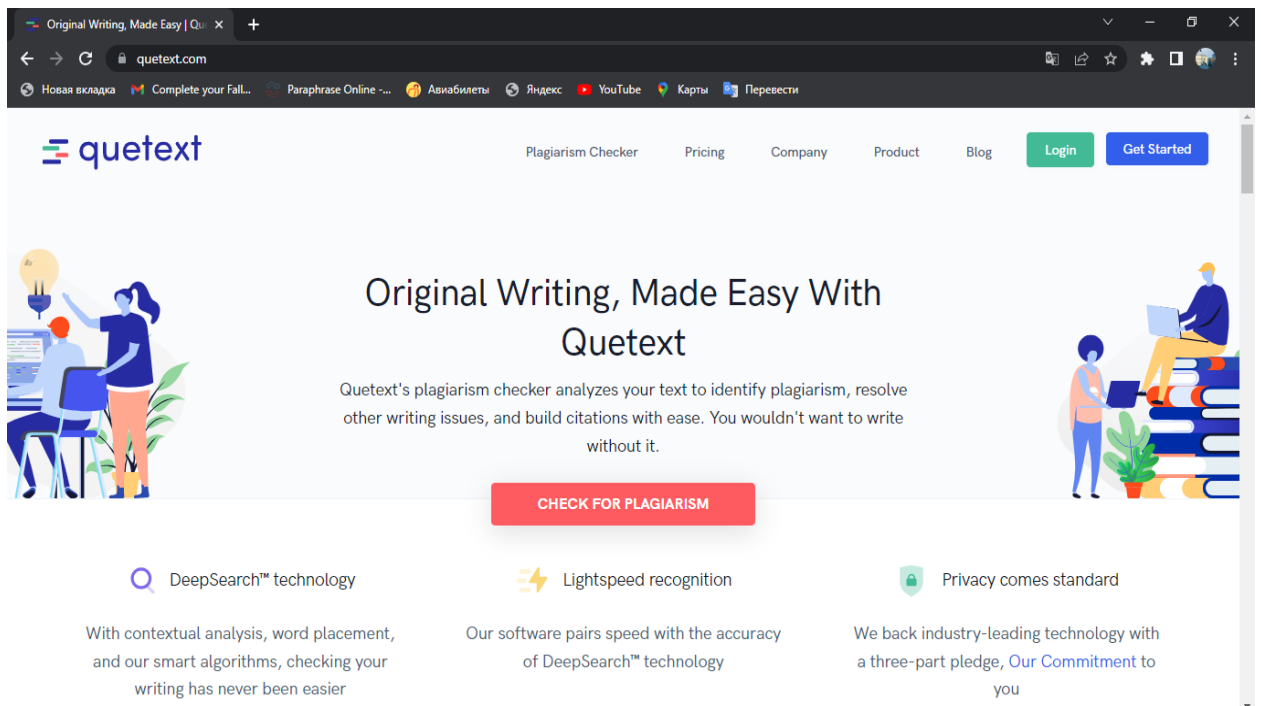 Original Writing, Made Easy | Qu
quetext.com
Новая вкладка Complete your Fall... Paraphrase Online -... Авиабилеты Яндекс YouTube Карты Перевести
quetext Plagiarism Checker Pricing Company Product Blog Login Get Started
Original Writing, Made Easy With
Quetext
Quetext's plagiarism checker analyzes your text to identify plagiarism, resolve
other writing issues, and build citations with ease. You wouldn't want to write
without it.
CHECK FOR PLAGIARISM
DeepSearch™ technology Lightspeed recognition Privacy comes standard
With contextual analysis, word placement, Our software pairs speed with the accuracy We back industry-leading technology with
and our smart algorithms, checking your of DeepSearch™ technology a three-part pledge, Our Commitment to
writing has never been easier you